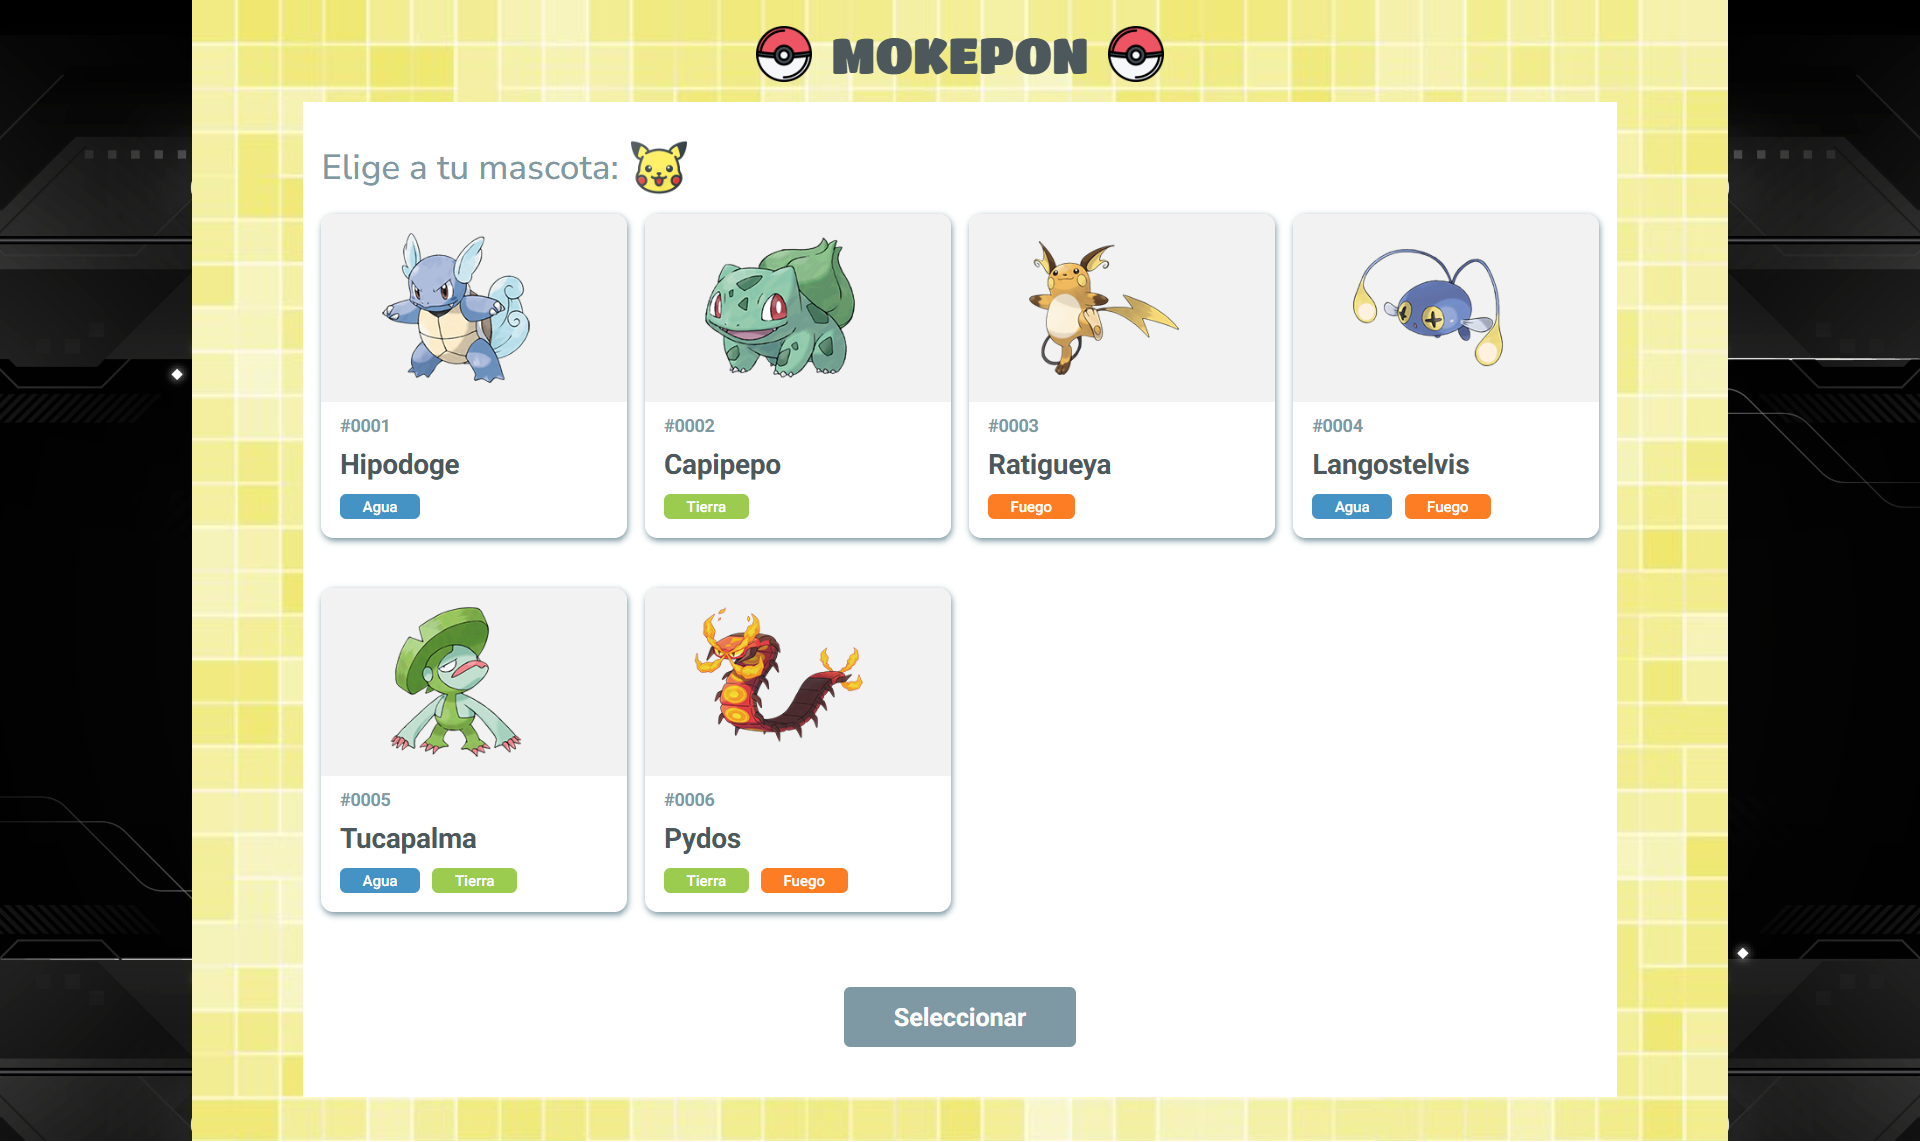 MOKEPON
Elige a tu mascota:
#0001
Hipodoge
Agua
#0002
Capipepo
Tierra
#0003
Ratigueya
Fuego
#0004
Langostelvis
Agua Fuego
#0005
Tucapalma
Agua Tierra
#0006
Pydos
Tierra Fuego
Seleccionar